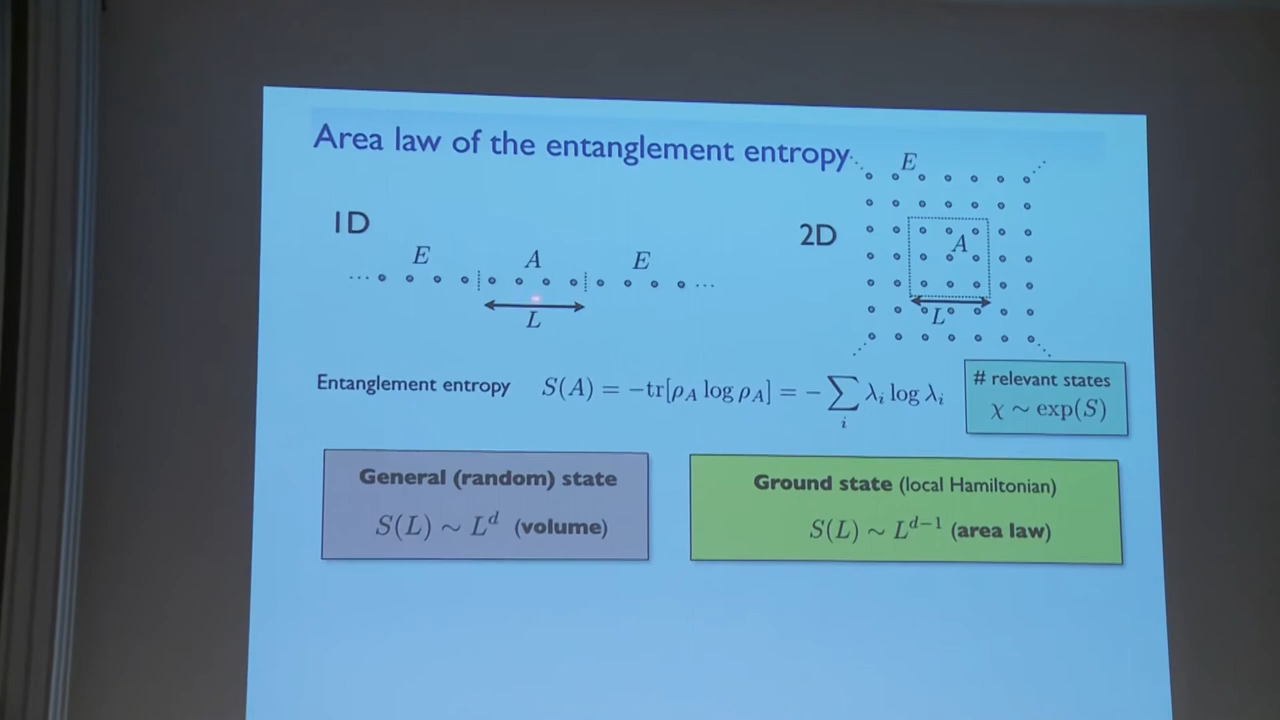 Area law of the entanglement entropy
1D
E A E
L
2D
E
A
L
Entanglement entropy S(A) = −tr[ρ_A log ρ_A] = − ∑_i λ_i log λ_i
# relevant states
χ ∼ exp(S)
General (random) state
S(L) ∼ L^d (volume)
Ground state (local Hamiltonian)
S(L) ∼ L^{d−1} (area law)